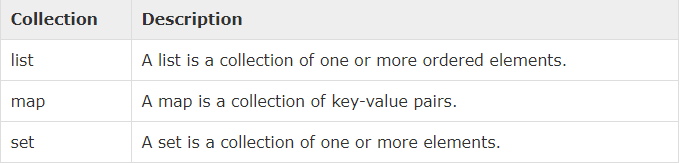 Collection Description
list A list is a collection of one or more ordered elements.
map A map is a collection of key-value pairs.
set A set is a collection of one or more elements.